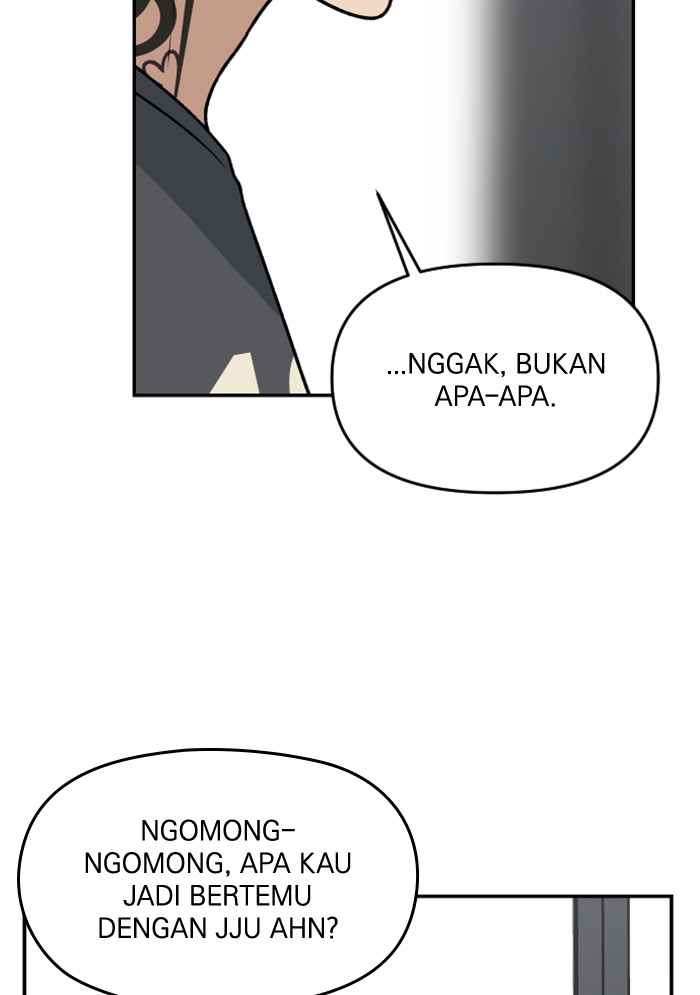 ...NGGAK, BUKAN
APA-APA.
NGOMONG-
NGOMONG, APA KAU
JADI BERTEMU
DENGAN JJU AHN?